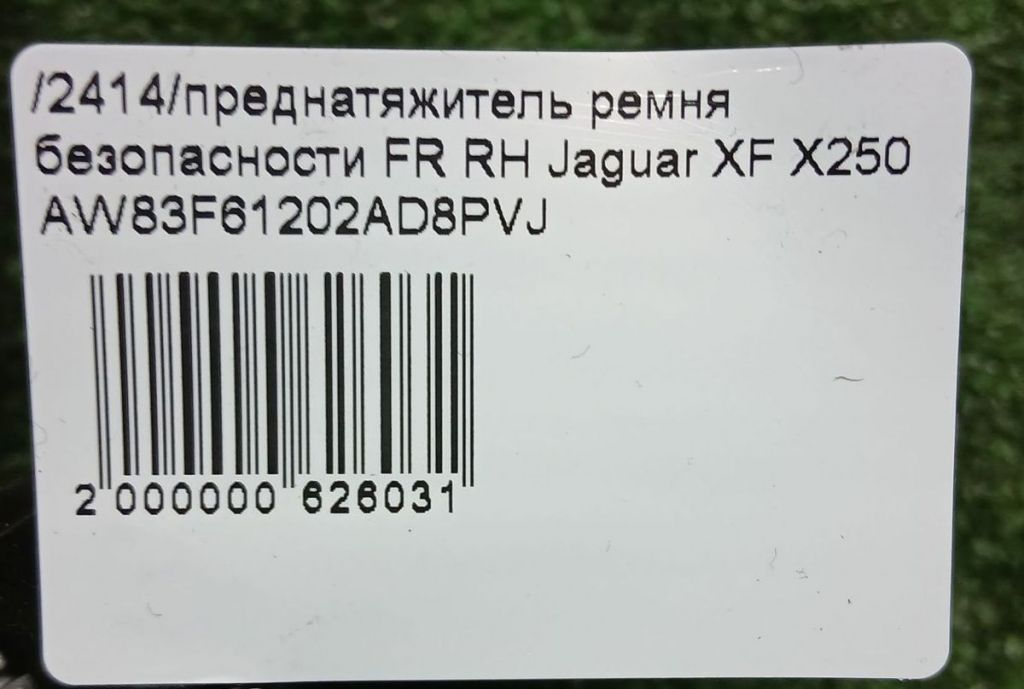 /2414/преднатяжитель ремня
безопасности FR RH Jaguar XF X250
AW83F61202AD8PVJ
2 000000 626031